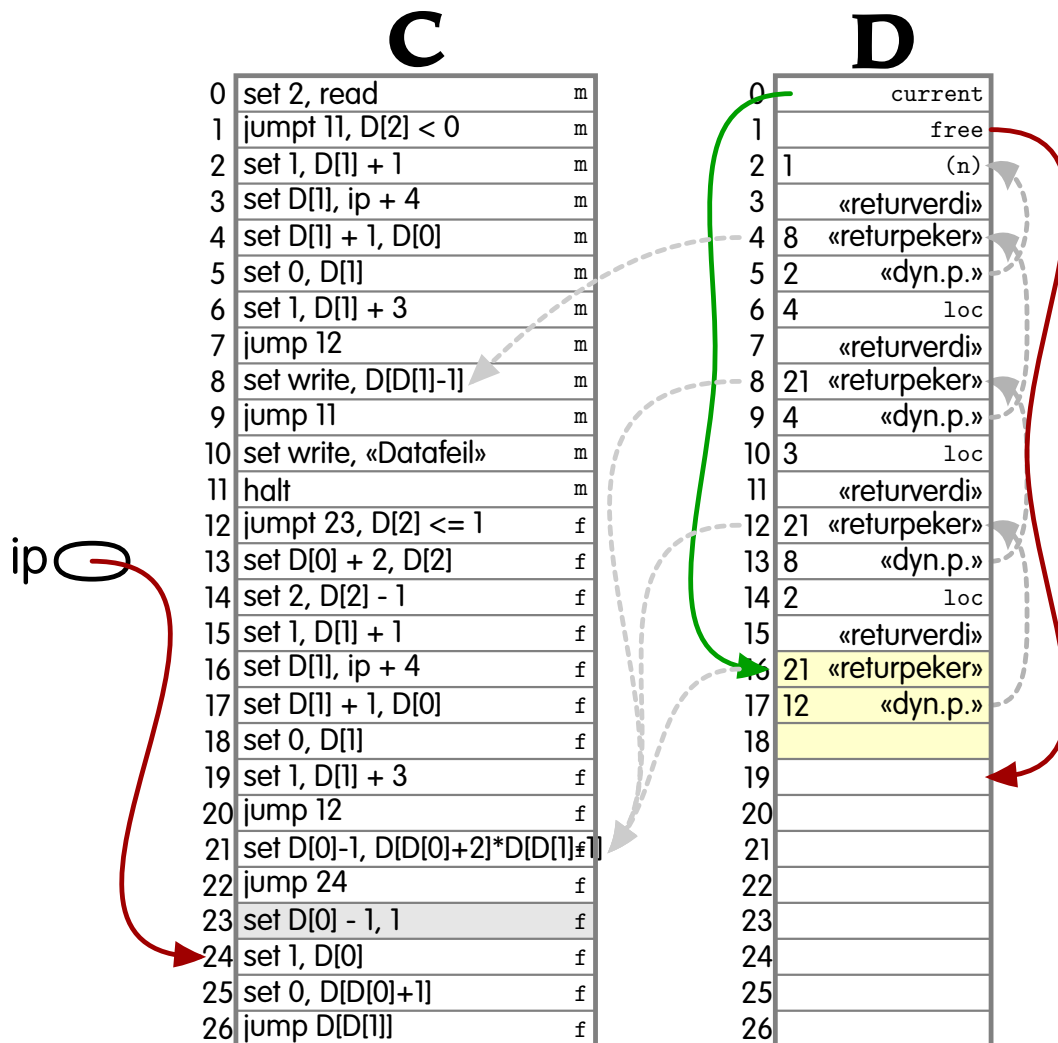 C D
0 set 2, read m 0 current
1 jumpt 11, D[2] < 0 m 1 free
2 set 1, D[1] + 1 m 2 1 (n)
3 set D[1], ip + 4 m 3 «returverdi»
4 set D[1] + 1, D[0] m 4 8 «returpeker»
5 set 0, D[1] m 5 2 «dyn.p.»
6 set 1, D[1] + 3 m 6 4 loc
7 jump 12 m 7 «returverdi»
8 set write, D[D[1]-1] m 8 21 «returpeker»
9 jump 11 m 9 4 «dyn.p.»
10 set write, «Datafeil» m 10 3 loc
11 halt m 11 «returverdi»
12 jumpt 23, D[2] <= 1 f 12 21 «returpeker»
ip 13 set D[0] + 2, D[2] f 13 8 «dyn.p.»
14 set 2, D[2] - 1 f 14 2 loc
15 set 1, D[1] + 1 f 15 «returverdi»
16 set D[1], ip + 4 f 16 21 «returpeker»
17 set D[1] + 1, D[0] f 17 12 «dyn.p.»
18 set 0, D[1] f 18
19 set 1, D[1] + 3 f 19
20 jump 12 f 20
21 set D[0]-1, D[D[0]+2]*D[D[1]+1] f 21
22 jump 24 f 22
23 set D[0] - 1, 1 f 23
24 set 1, D[0] f 24
25 set 0, D[D[0]+1] f 25
26 jump D[D[1]] f 26